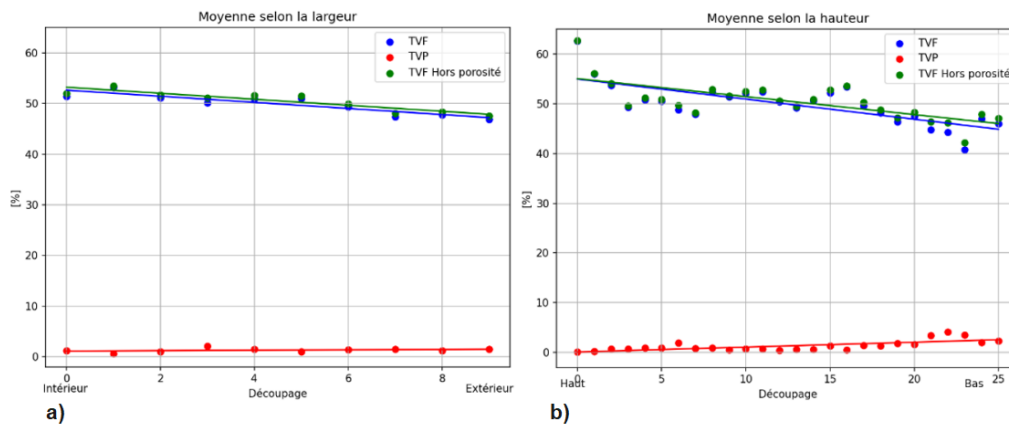 Moyenne selon la largeur
TVF
TVP
TVF Hors porosité
60
50
40
30
20
10
0
[%]
0
2
4
6
8
Intérieur
Découpage
Extérieur
a)
Moyenne selon la hauteur
TVF
TVP
TVF Hors porosité
60
50
40
30
20
10
0
[%]
0
5
10
15
20
25
Haut
Découpage
Bas
b)